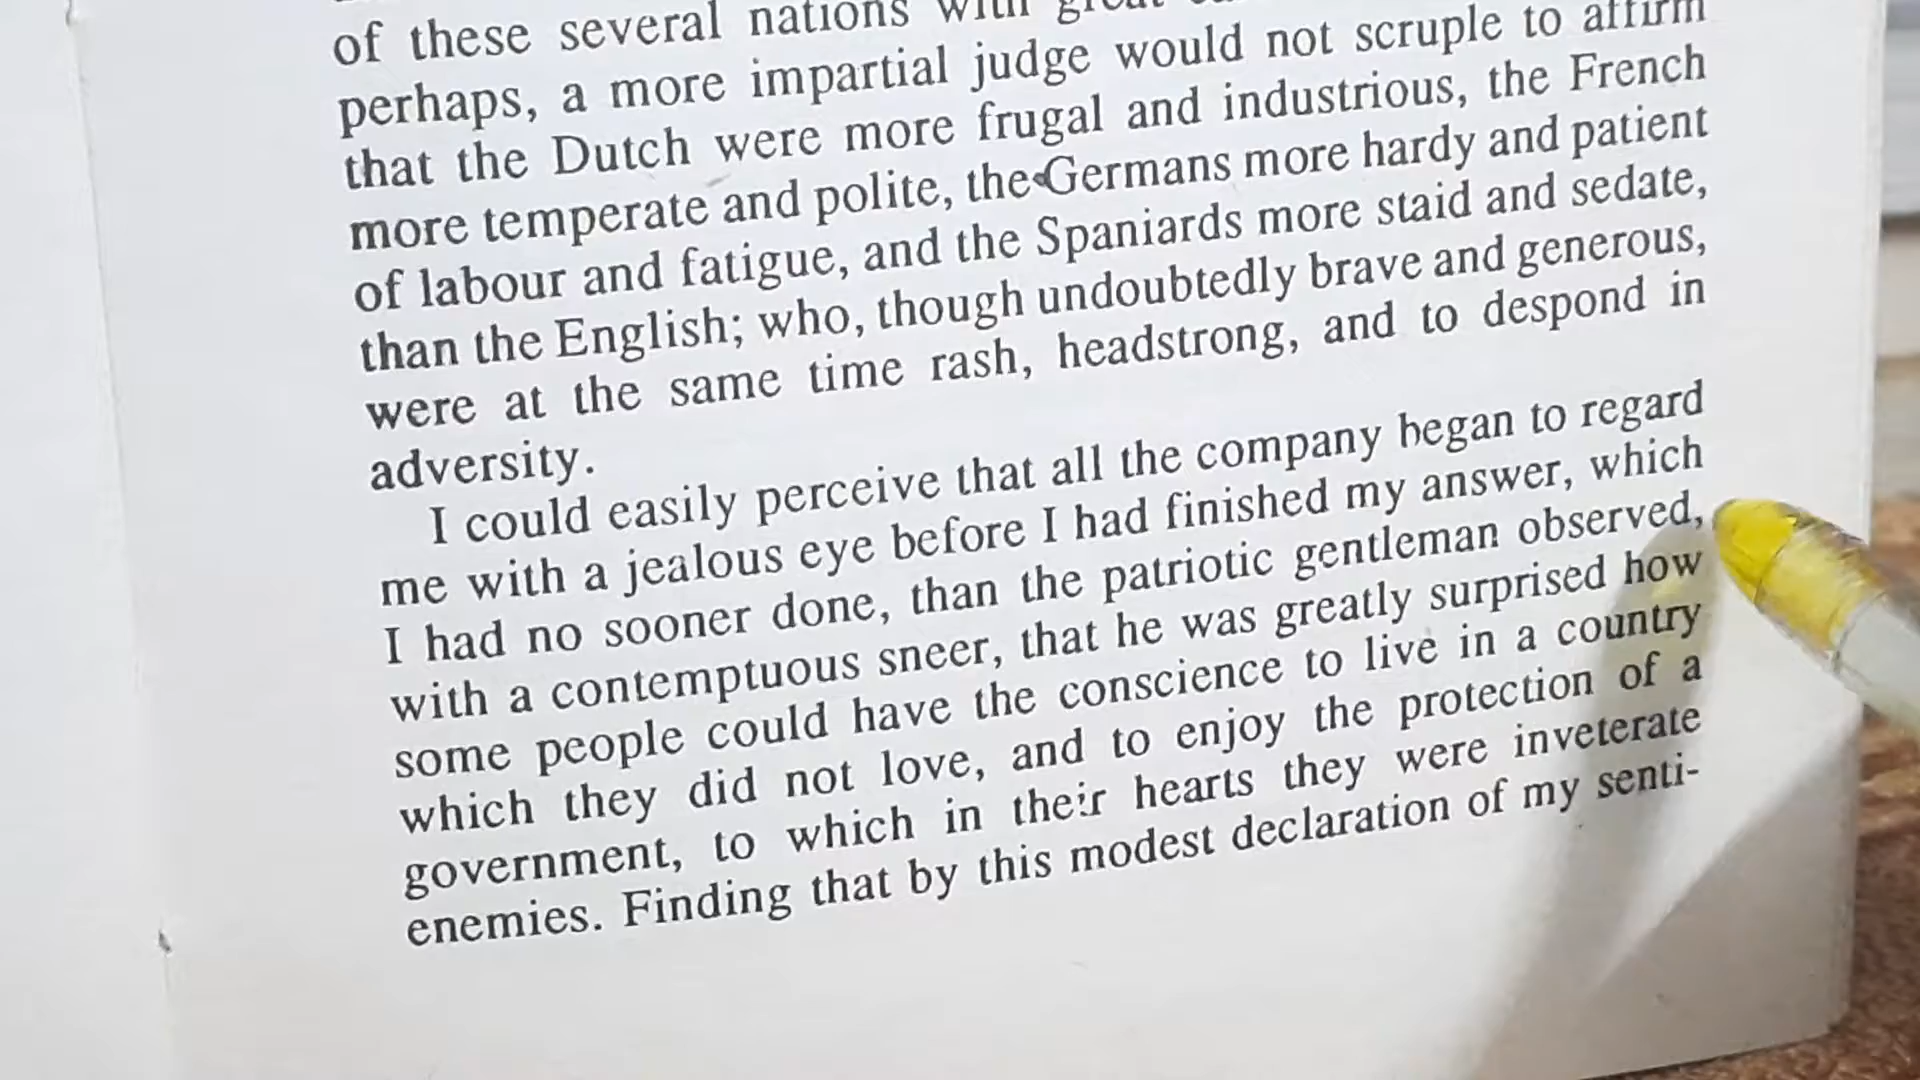 of these several nations with great
perhaps, a more impartial judge would not scruple to affirm
that the Dutch were more frugal and industrious, the French
more temperate and polite, the Germans more hardy and patient
of labour and fatigue, and the Spaniards more staid and sedate,
than the English; who, though undoubtedly brave and generous,
were at the same time rash, headstrong, and to despond in
adversity.
I could easily perceive that all the company began to regard
me with a jealous eye before I had finished my answer, which
I had no sooner done, than the patriotic gentleman observed,
with a contemptuous sneer, that he was greatly surprised how
some people could have the conscience to live in a country
which they did not love, and to enjoy the protection of a
government, to which in their hearts they were inveterate
enemies. Finding that by this modest declaration of my senti-